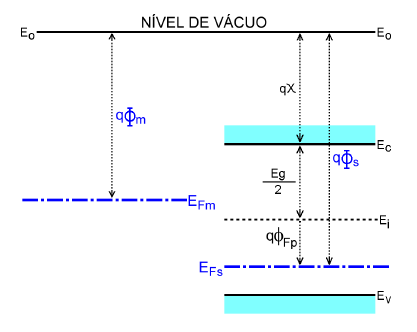 NÍVEL DE VÁCUO
Eo
Eo
qΦm
qX
Ec
qΦs
Eg
2
EFm
Ei
qϕFp
EFs
Ev